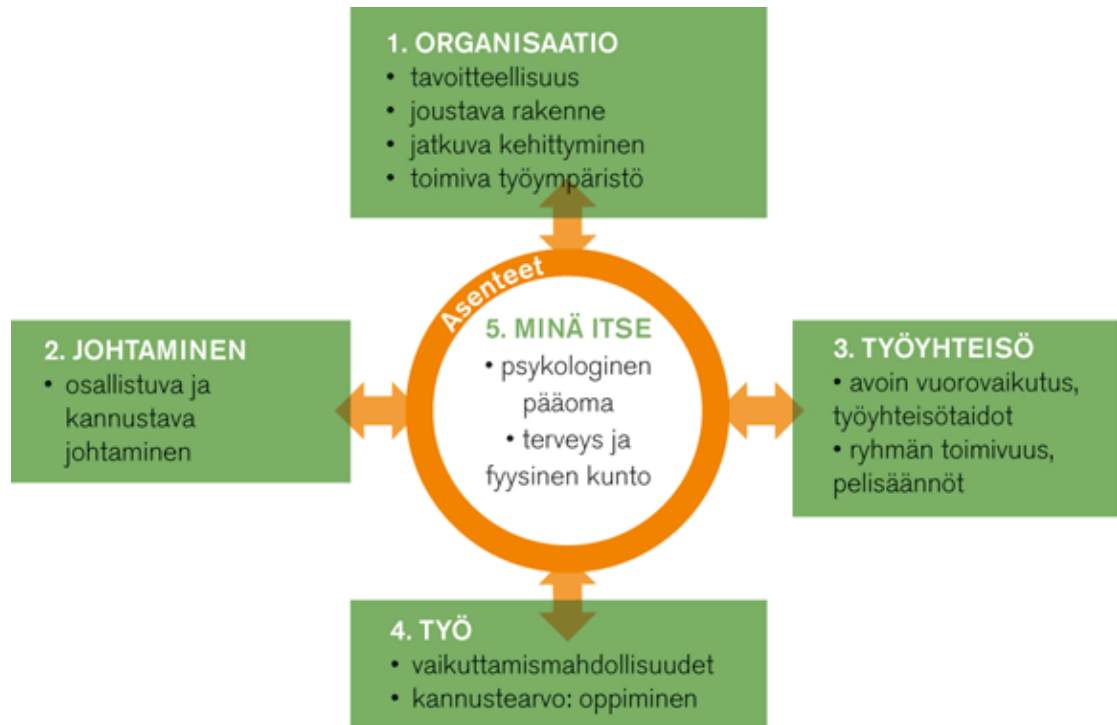 1. ORGANISAATIO
• tavoitteellisuus
• joustava rakenne
• jatkuva kehittyminen
• toimiva työympäristö
2. JOHTAMINEN
• osallistuva ja
kannustava
johtaminen
Asenteet
5. MINÄ ITSE
• psykologinen
pääoma
• terveys ja
fyysinen kunto
3. TYÖYHTEISÖ
• avoin vuorovaikutus,
työyhteisötaidot
• ryhmän toimivuus,
pelisäännöt
4. TYÖ
• vaikuttamismahdollisuudet
• kannustearvo: oppiminen